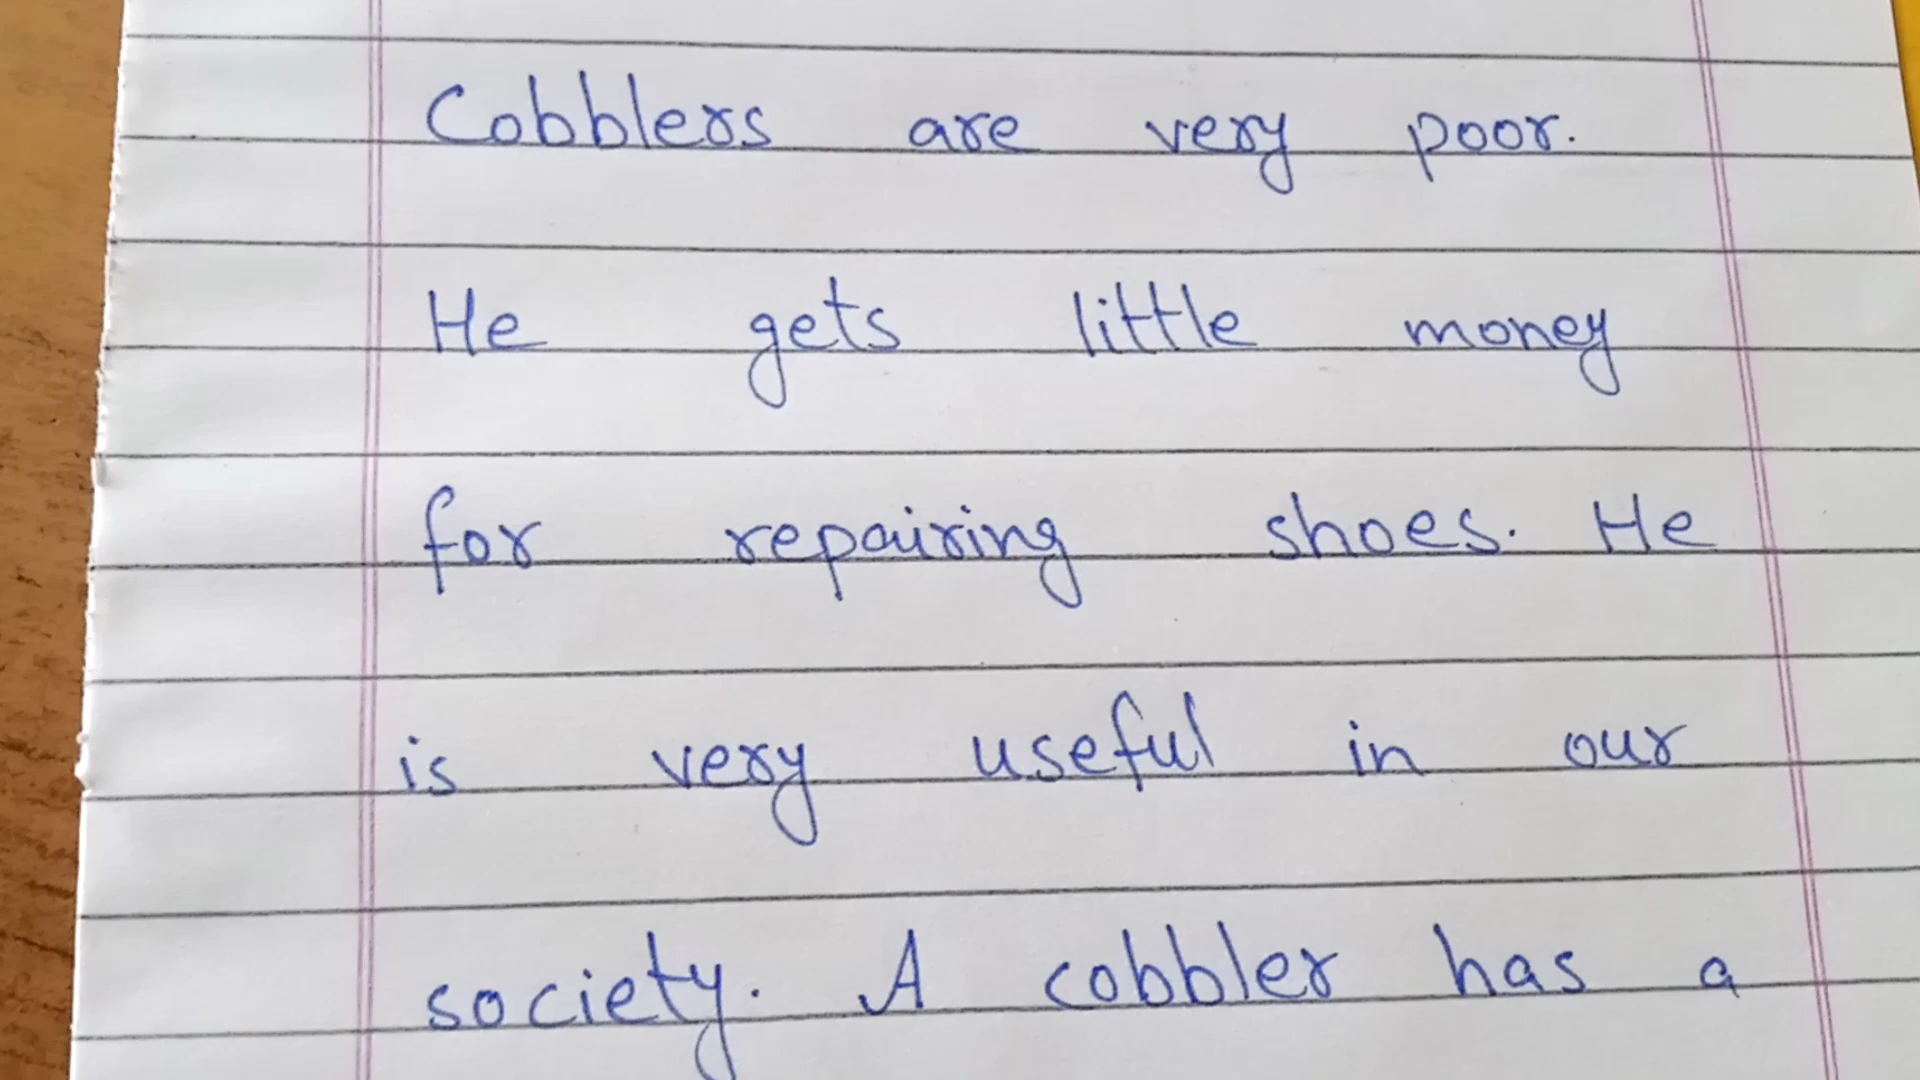 Cobblers are very poor.
He gets little money
for repairing shoes. He
is very useful in our
society. A cobbler has a